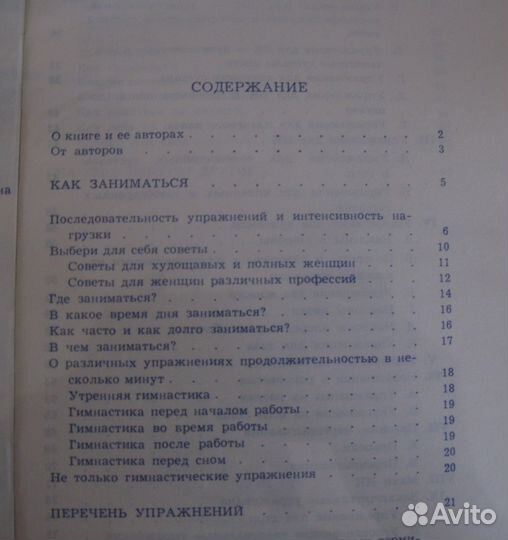 СОДЕРЖАНИЕ
О книге и ее авторах . . . . . . . . . . . 2
От авторов . . . . . . . . . . . . . 3
КАК ЗАНИМАТЬСЯ . . . . . . . . . 5
Последовательность упражнений и интенсивность на-
грузки . . . . . . . . . . . . . 6
Выбери для себя советы . . . . . . . . . 10
Советы для худощавых и полных женщин . . . . 11
Советы для женщин различных профессий . . . . 12
Где заниматься? . . . . . . . . . . . 14
В какое время дня заниматься? . . . . . . . 16
Как часто и как долго заниматься? . . . . . . 16
на
В чем заниматься? . . . . . . . . . . 17
О различных упражнениях продолжительностью в не-
сколько минут . . . . . . . . . . . 18
Утренняя гимнастика . . . . . . . . . 18
Гимнастика перед началом работы . . . . . . 19
Гимнастика во время работы . . . . . . . 19
Гимнастика после работы . . . . . . . . 19
Гимнастика перед сном . . . . . . . . . 20
Не только гимнастические упражнения . . . . . 20
ПЕРЕЧЕНЬ УПРАЖНЕНИЙ . . . . . . . 21
Avito